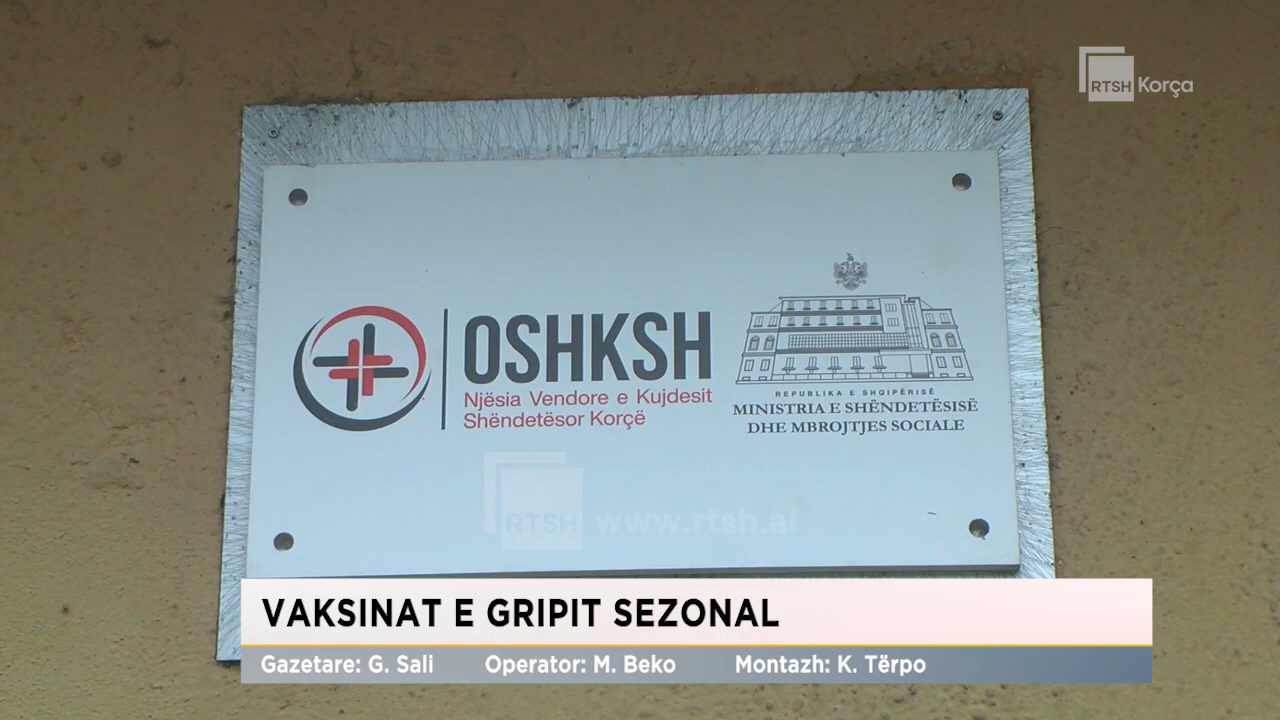 RTSH Korça
OSHKSH
Njësia Vendore e Kujdesit
Shëndetësor Korçë
REPUBLIKA E SHQIPËRISË
MINISTRIA E SHËNDETËSISË
DHE MBROJTJES SOCIALE
RTSH www.rtsh.al
VAKSINAT E GRIPIT SEZONAL
Gazetare: G. Sali Operator: M. Beko Montazh: K. Tërpo